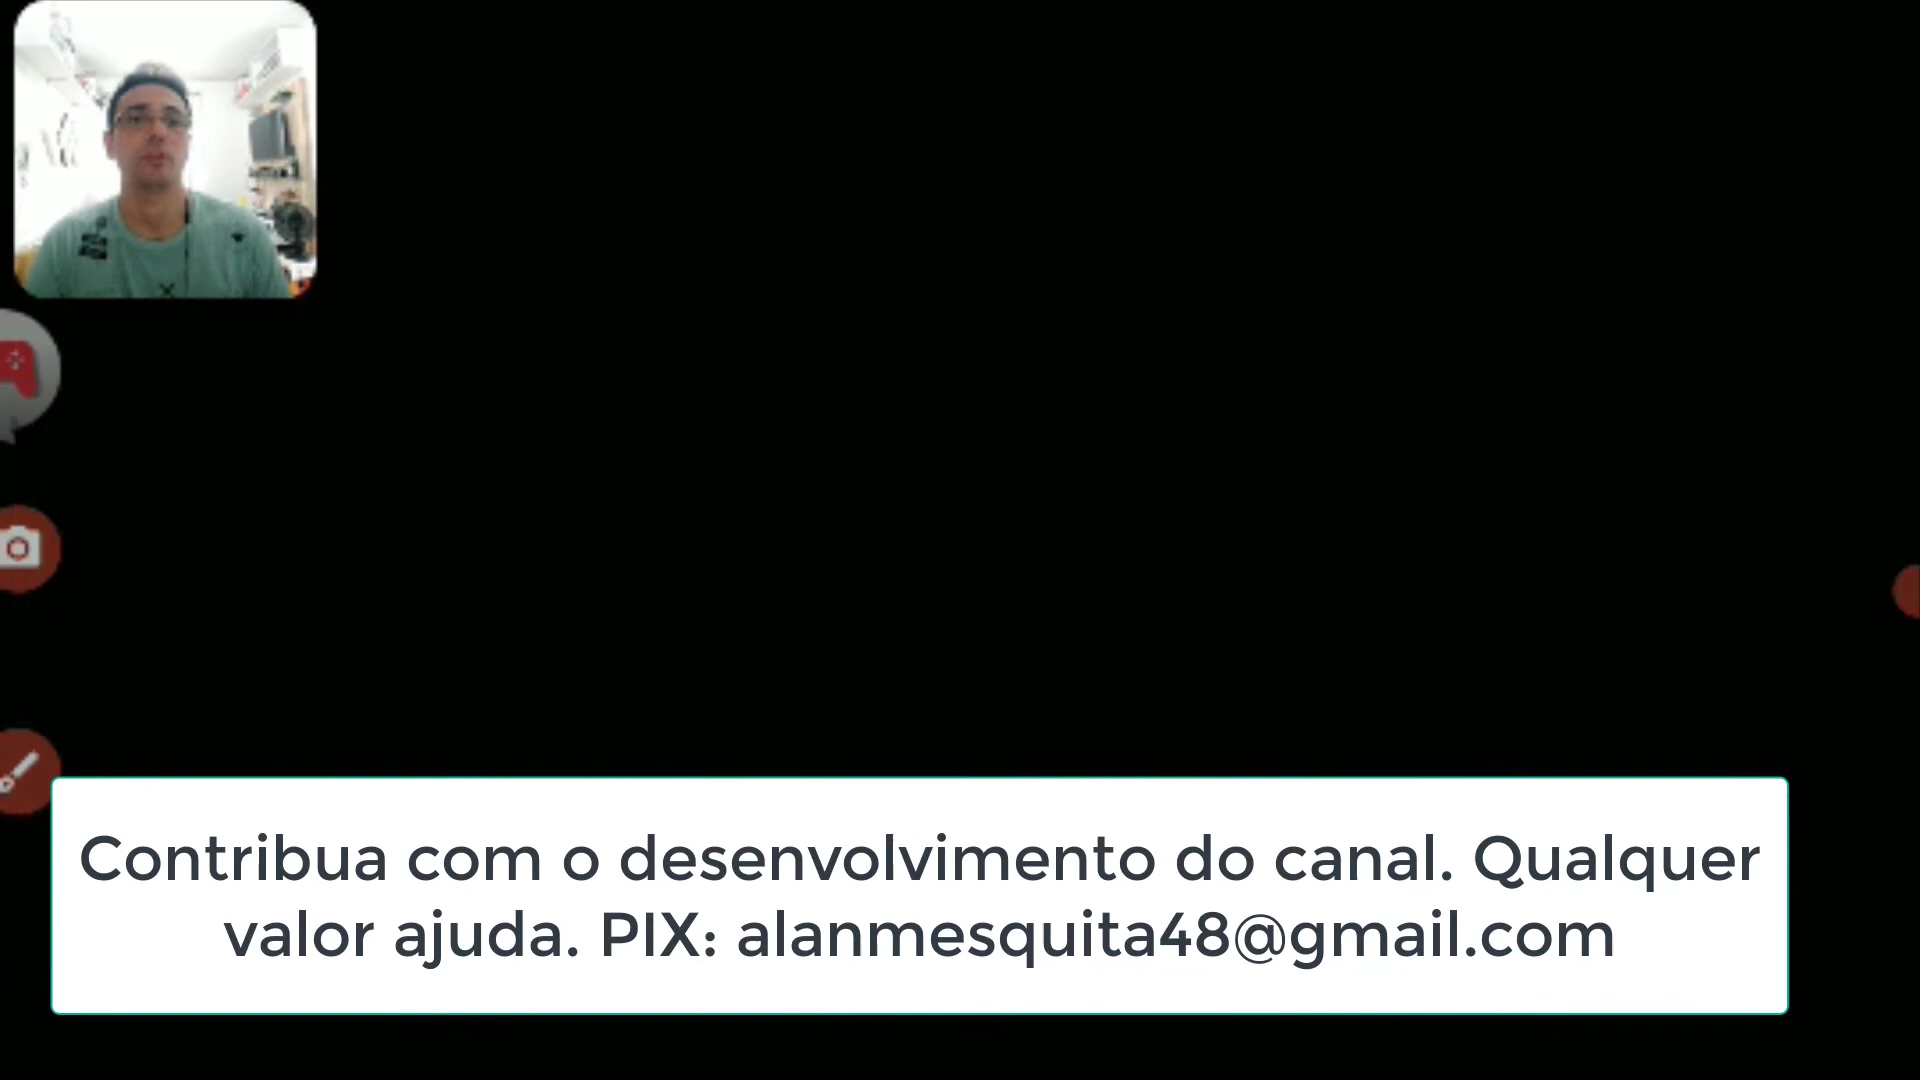 Contribua com o desenvolvimento do canal. Qualquer
valor ajuda. PIX: alanmesquita48@gmail.com